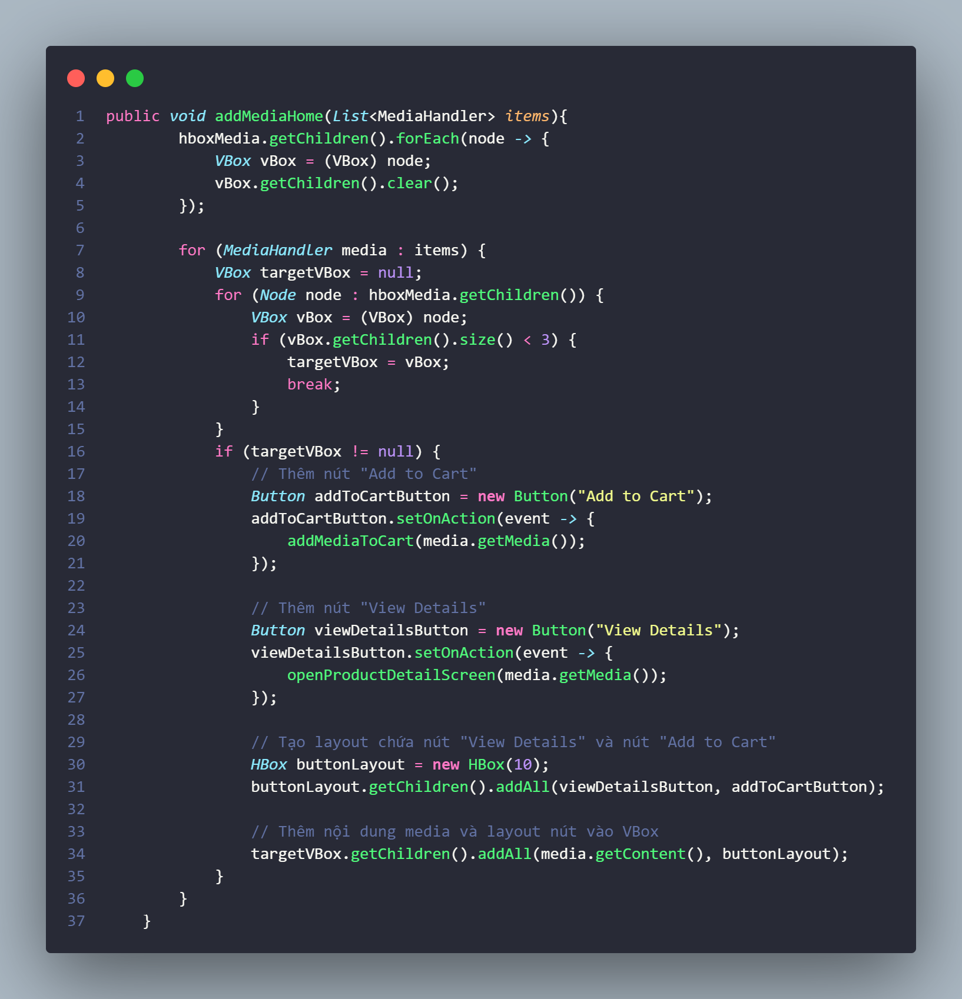 1 public void addMediaHome(List<MediaHandler> items){
2         hboxMedia.getChildren().forEach(node -> {
3             VBox vBox = (VBox) node;
4             vBox.getChildren().clear();
5         });
6
7         for (MediaHandler media : items) {
8             VBox targetVBox = null;
9             for (Node node : hboxMedia.getChildren()) {
10                 VBox vBox = (VBox) node;
11                 if (vBox.getChildren().size() < 3) {
12                     targetVBox = vBox;
13                     break;
14                 }
15             }
16             if (targetVBox != null) {
17                 // Thêm nút "Add to Cart"
18                 Button addToCartButton = new Button("Add to Cart");
19                 addToCartButton.setOnAction(event -> {
20                     addMediaToCart(media.getMedia());
21                 });
22
23                 // Thêm nút "View Details"
24                 Button viewDetailsButton = new Button("View Details");
25                 viewDetailsButton.setOnAction(event -> {
26                     openProductDetailScreen(media.getMedia());
27                 });
28
29                 // Tạo layout chứa nút "View Details" và nút "Add to Cart"
30                 HBox buttonLayout = new HBox(10);
31                 buttonLayout.getChildren().addAll(viewDetailsButton, addToCartButton);
32
33                 // Thêm nội dung media và layout nút vào VBox
34                 targetVBox.getChildren().addAll(media.getContent(), buttonLayout);
35             }
36         }
37     }